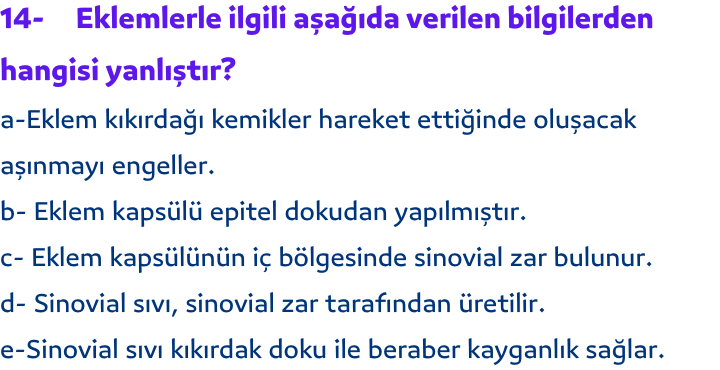 14-    Eklemlerle ilgili aşağıda verilen bilgilerden
hangisi yanlıştır?
a-Eklem kıkırdağı kemikler hareket ettiğinde oluşacak
aşınmayı engeller.
b- Eklem kapsülü epitel dokudan yapılmıştır.
c- Eklem kapsülünün iç bölgesinde sinovial zar bulunur.
d- Sinovial sıvı, sinovial zar tarafından üretilir.
e-Sinovial sıvı kıkırdak doku ile beraber kayganlık sağlar.